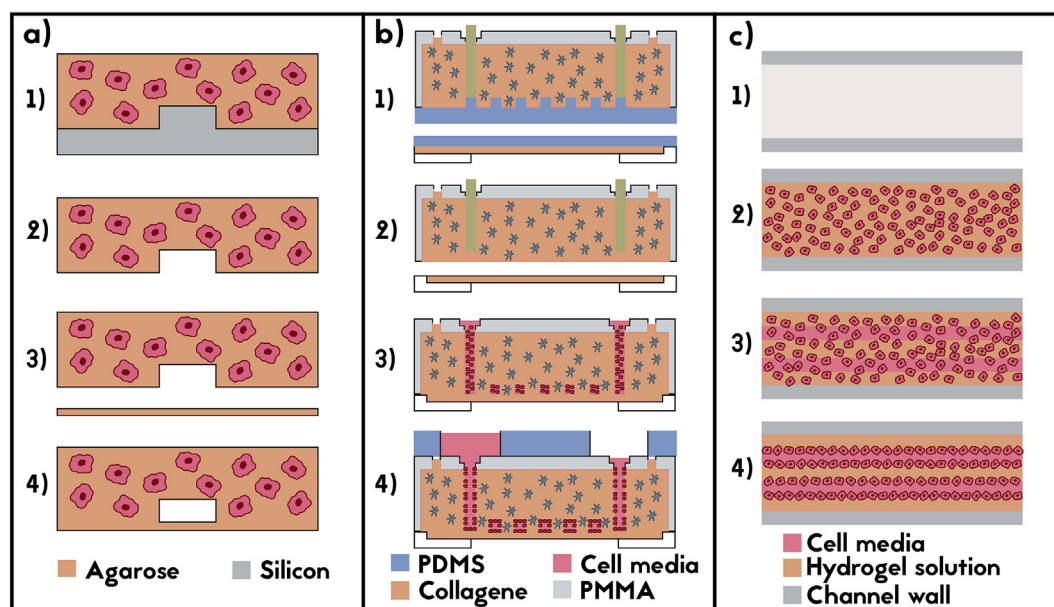 a)
1)
2)
3)
4)
Agarose
Silicon
b)
1)
2)
3)
4)
PDMS
Cell media
Collagene
PMMA
c)
1)
2)
3)
4)
Cell media
Hydrogel solution
Channel wall